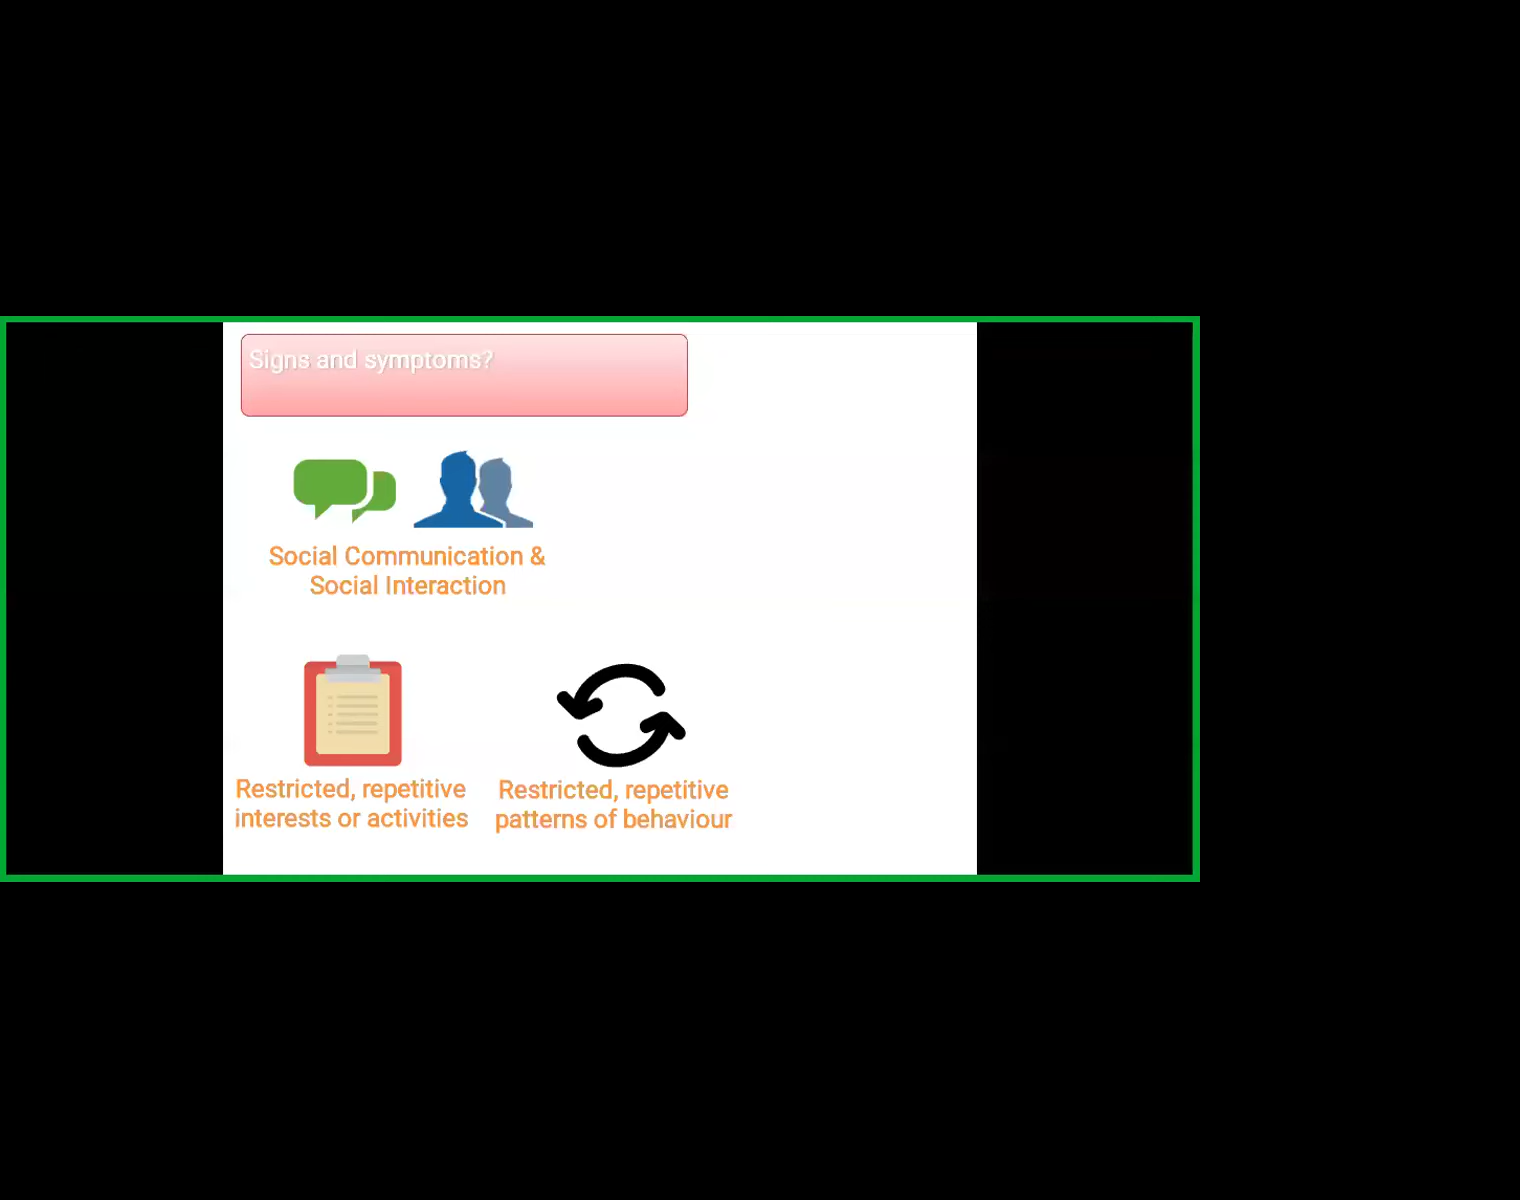 Signs and symptoms?
Social Communication &
Social Interaction
Restricted, repetitive
interests or activities
Restricted, repetitive
patterns of behaviour